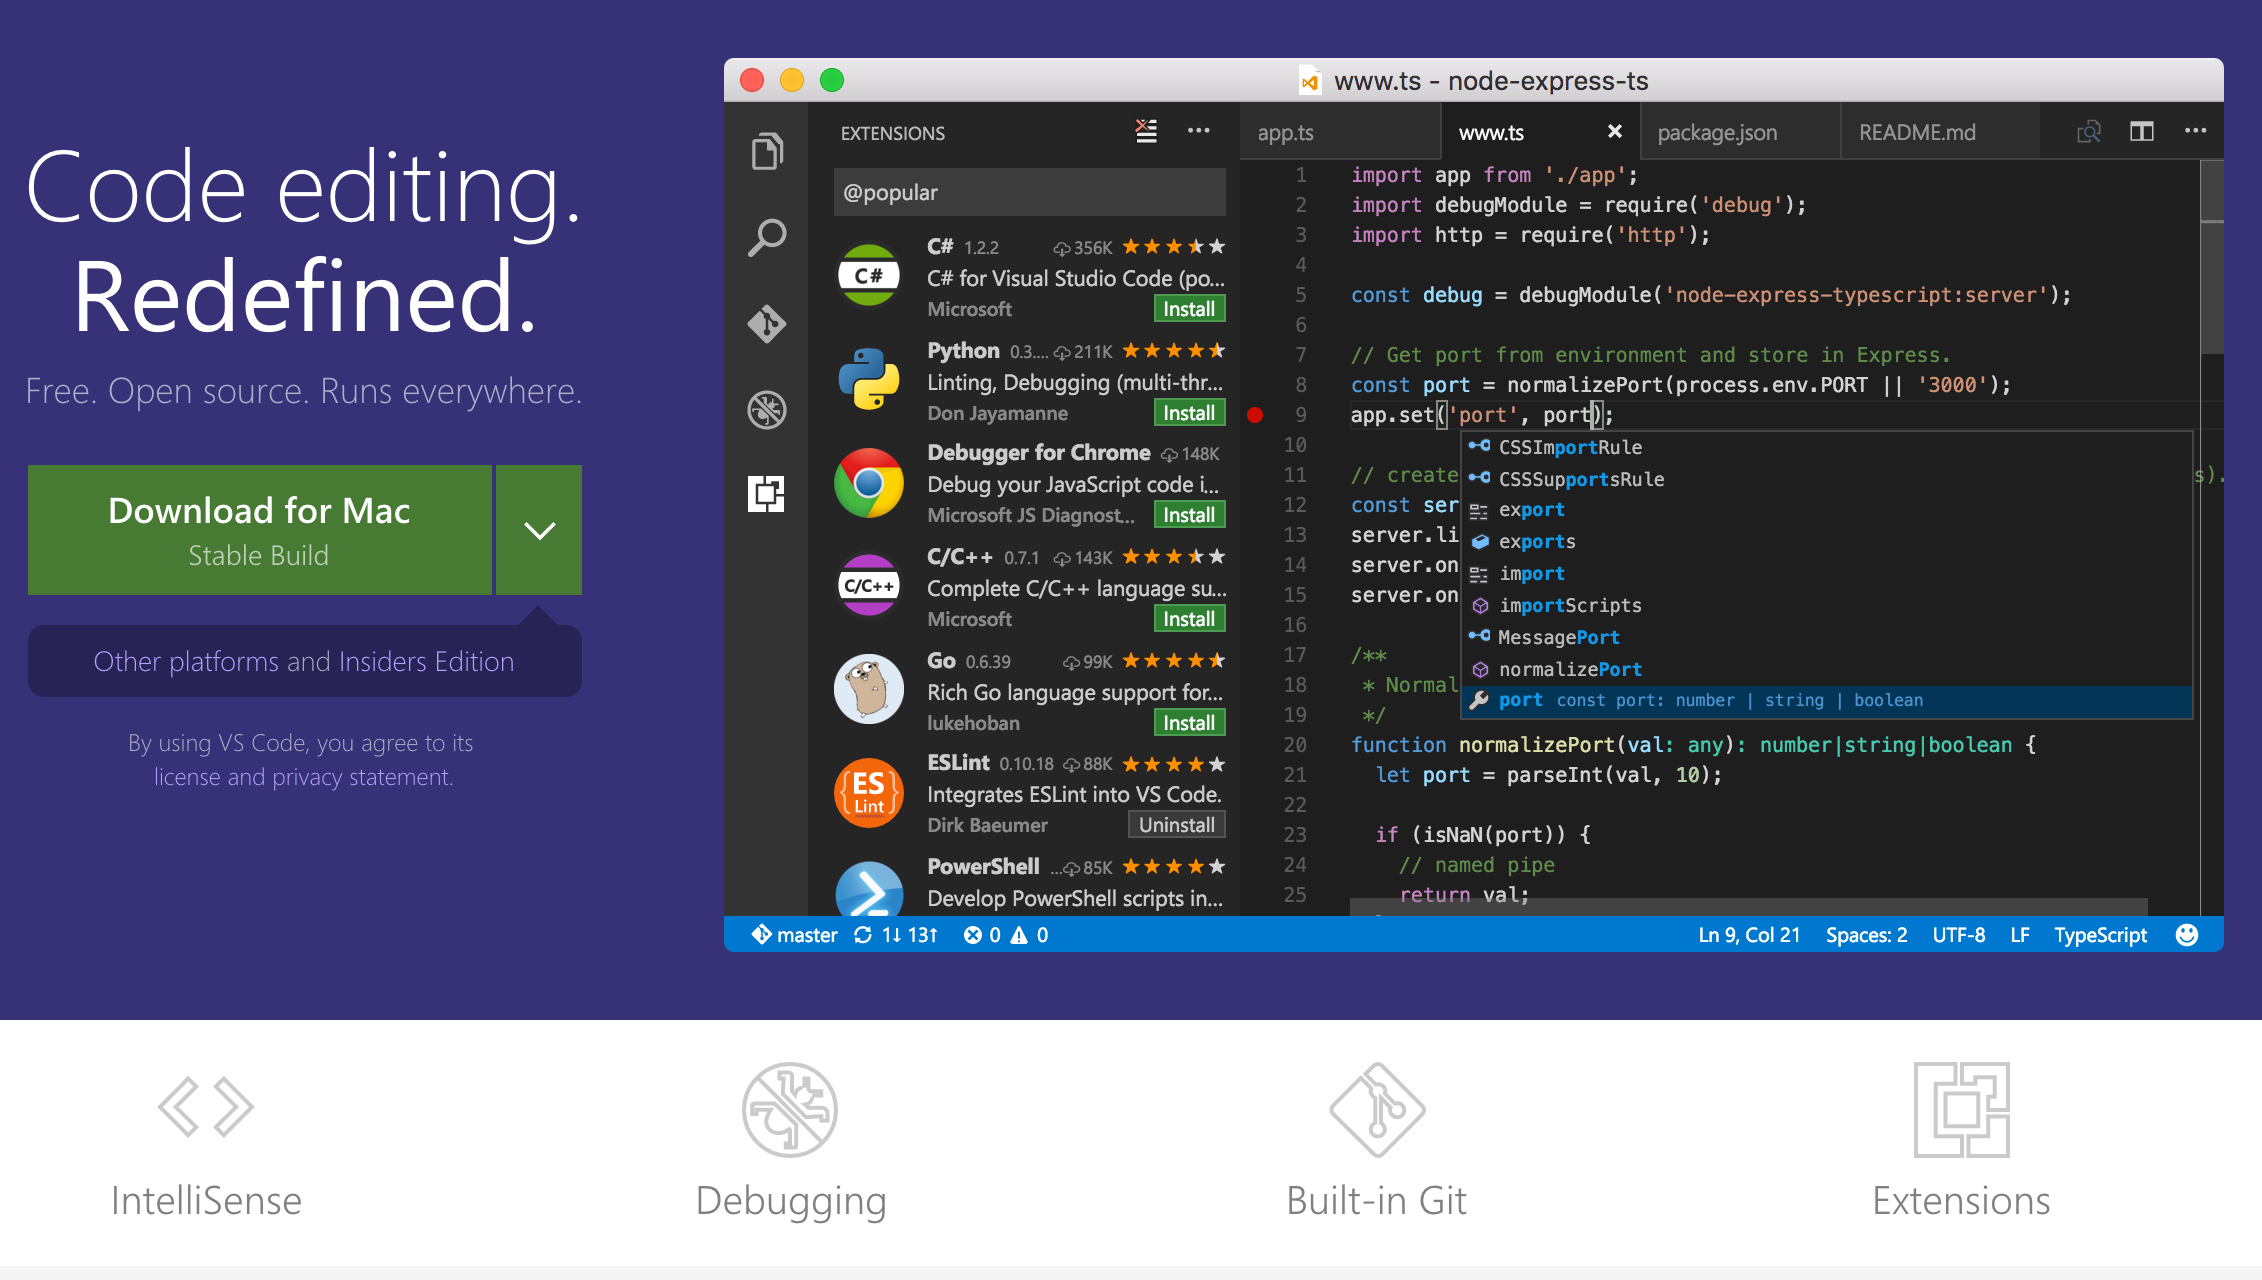 Code editing.
Redefined.
Free. Open source. Runs everywhere.
Download for Mac
Stable Build
Other platforms and Insiders Edition
By using VS Code, you agree to its
license and privacy statement.
www.ts - node-express-ts
EXTENSIONS
@popular
C# 1.2.2 356K
C#
C# for Visual Studio Code (po...
Microsoft Install
Python 0.3.... 211K
Linting, Debugging (multi-thr...
Don Jayamanne Install
Debugger for Chrome 148K
Debug your JavaScript code i...
Microsoft JS Diagnost... Install
C/C++ 0.7.1 143K
C/C++
Complete C/C++ language su...
Microsoft Install
Go 0.6.39 99K
Rich Go language support for...
lukehoban Install
ESLint 0.10.18 88K
{ES Lint}
Integrates ESLint into VS Code.
Dirk Baeumer Uninstall
PowerShell ... 85K
Develop PowerShell scripts in...
app.ts www.ts × package.json README.md
1 import app from './app';
2 import debugModule = require('debug');
3 import http = require('http');
4
5 const debug = debugModule('node-express-typescript:server');
6
7 // Get port from environment and store in Express.
8 const port = normalizePort(process.env.PORT || '3000');
9 app.set('port', port);
10
11 // create s).
12 const ser
13 server.li
14 server.on
15 server.on
16
17 /**
18 * Normal
19 */
20 function normalizePort(val: any): number|string|boolean {
21 let port = parseInt(val, 10);
22
23 if (isNaN(port)) {
24 // named pipe
25 return val;
CSSImportRule
CSSSupportsRule
export
exports
import
importScripts
MessagePort
normalizePort
port const port: number | string | boolean
master 1↓ 13↑ 0 0
Ln 9, Col 21 Spaces: 2 UTF-8 LF TypeScript
IntelliSense
Debugging
Built-in Git
Extensions